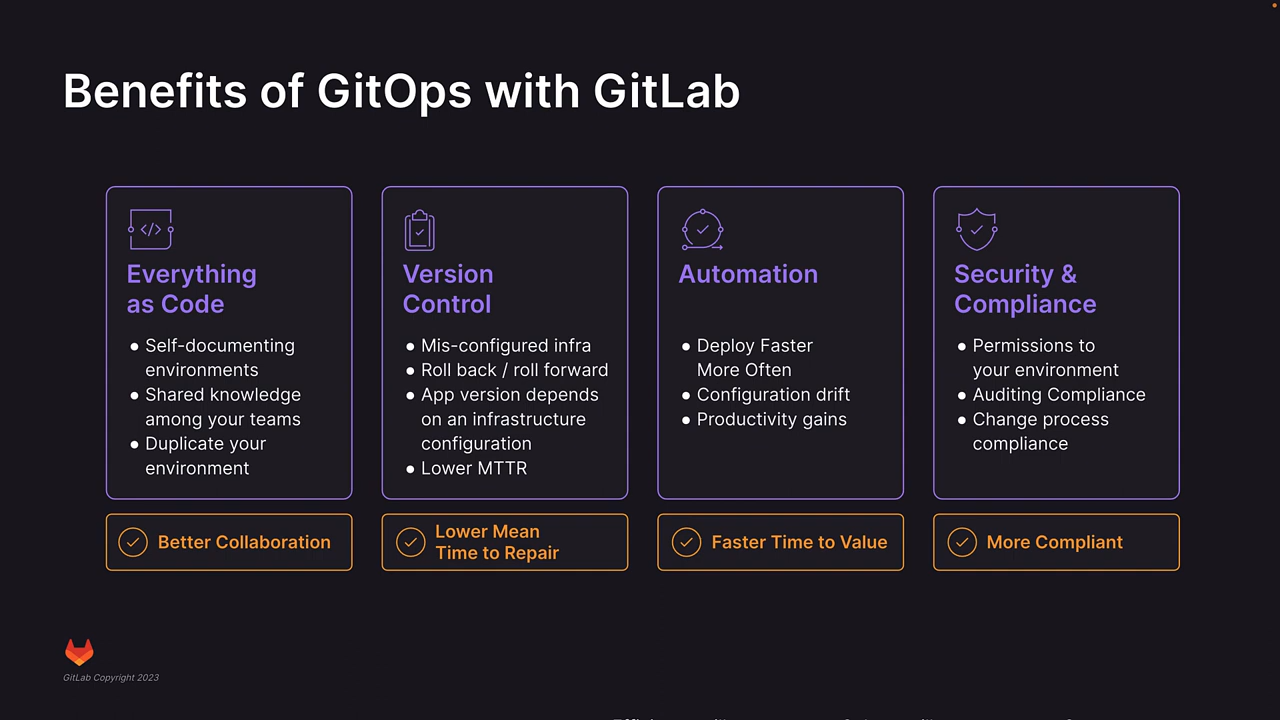 Benefits of GitOps with GitLab
</>
Everything
as Code
● Self-documenting
environments
● Shared knowledge
among your teams
● Duplicate your
environment
Better Collaboration
Version
Control
● Mis-configured infra
● Roll back / roll forward
● App version depends
on an infrastructure
configuration
● Lower MTTR
Lower Mean
Time to Repair
Automation
● Deploy Faster
More Often
● Configuration drift
● Productivity gains
Faster Time to Value
Security &
Compliance
● Permissions to
your environment
● Auditing Compliance
● Change process
compliance
More Compliant
GitLab Copyright 2023